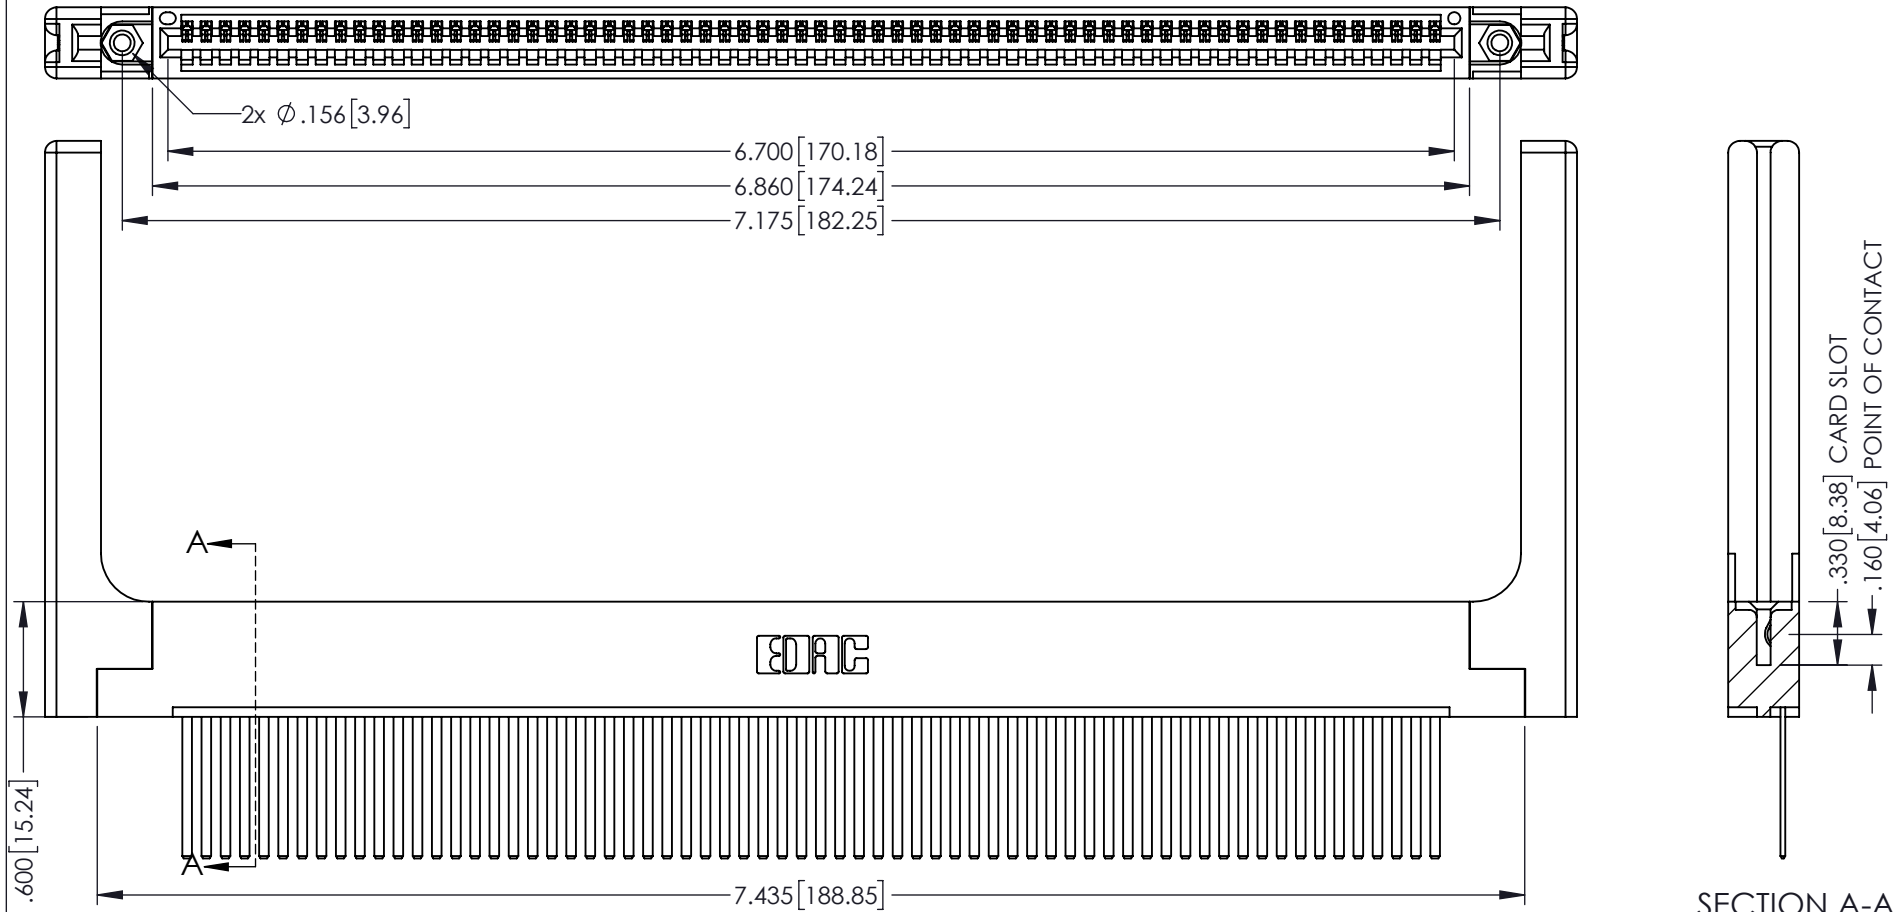 2x Ø.156[3.96]
6.700[170.18]
6.860[174.24]
7.175[182.25]
.330[8.38] CARD SLOT
.160[4.06] POINT OF CONTACT
A
EDAC
A
.600[15.24]
7.435[188.85]
SECTION A-A